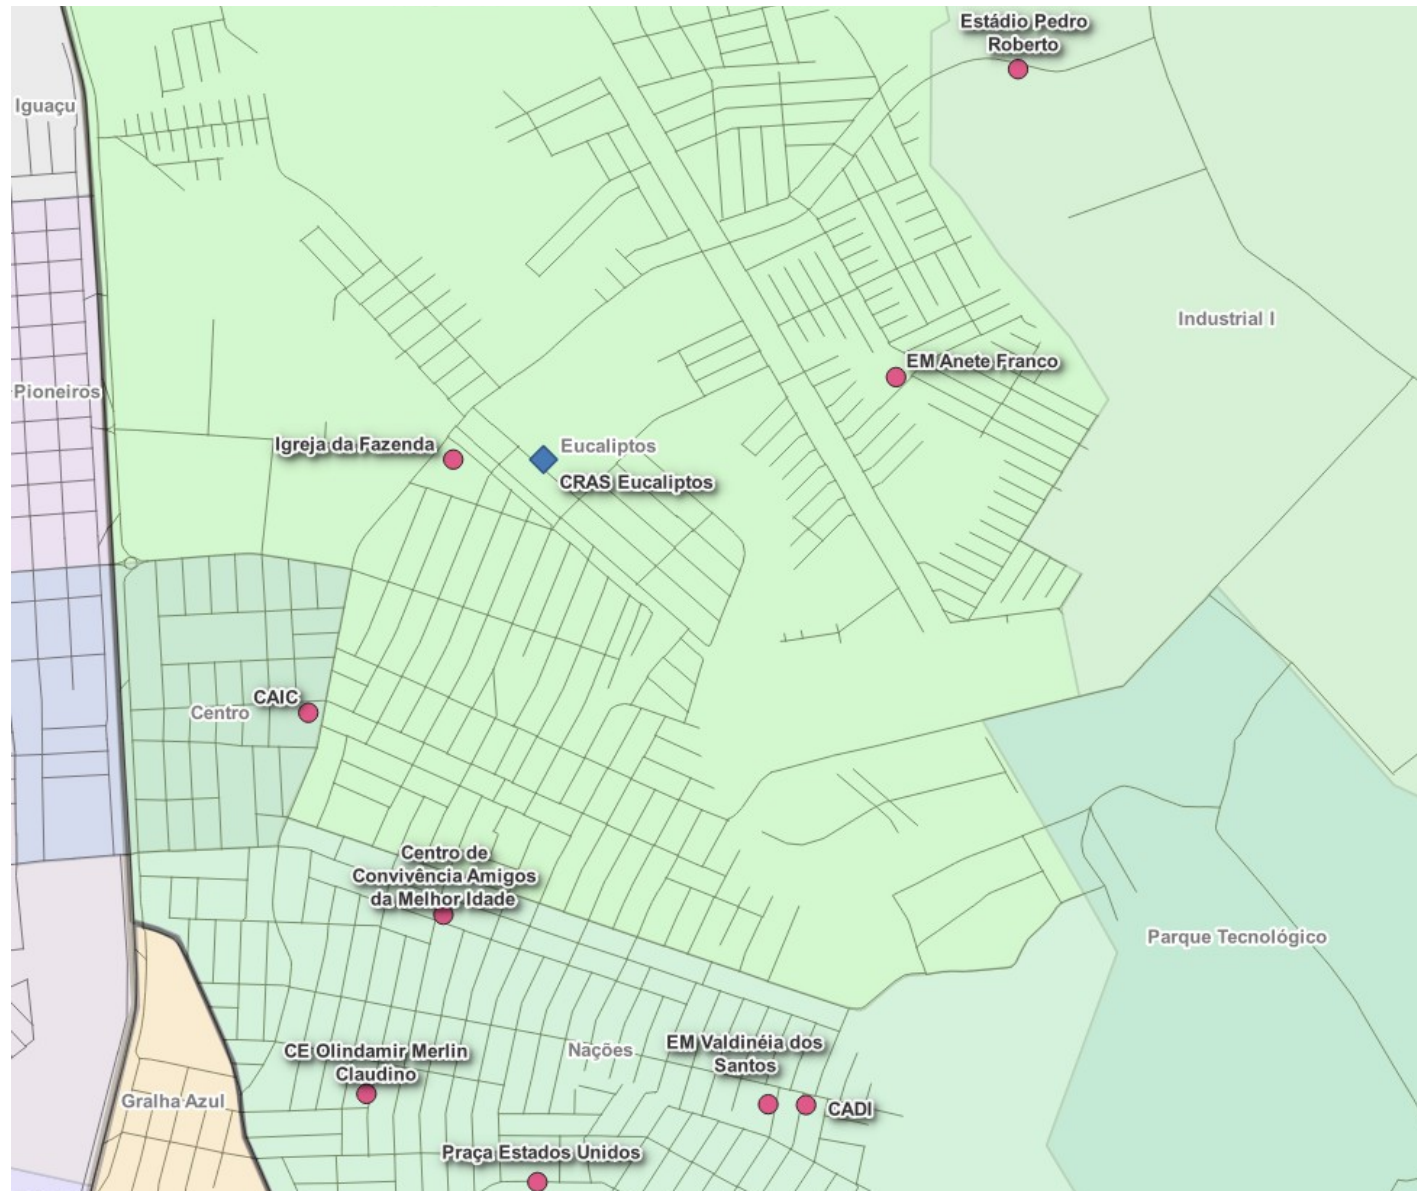 Estádio Pedro
Roberto
Iguaçu
Industrial I
EM Anete Franco
Pioneiros
Igreja da Fazenda
Eucaliptos
CRAS Eucaliptos
CAIC
Centro
Centro de
Convivência Amigos
da Melhor Idade
Parque Tecnológico
EM Valdinéia dos
Santos
CE Olindamir Merlin
Claudino
Nações
Gralha Azul
CADI
Praça Estados Unidos